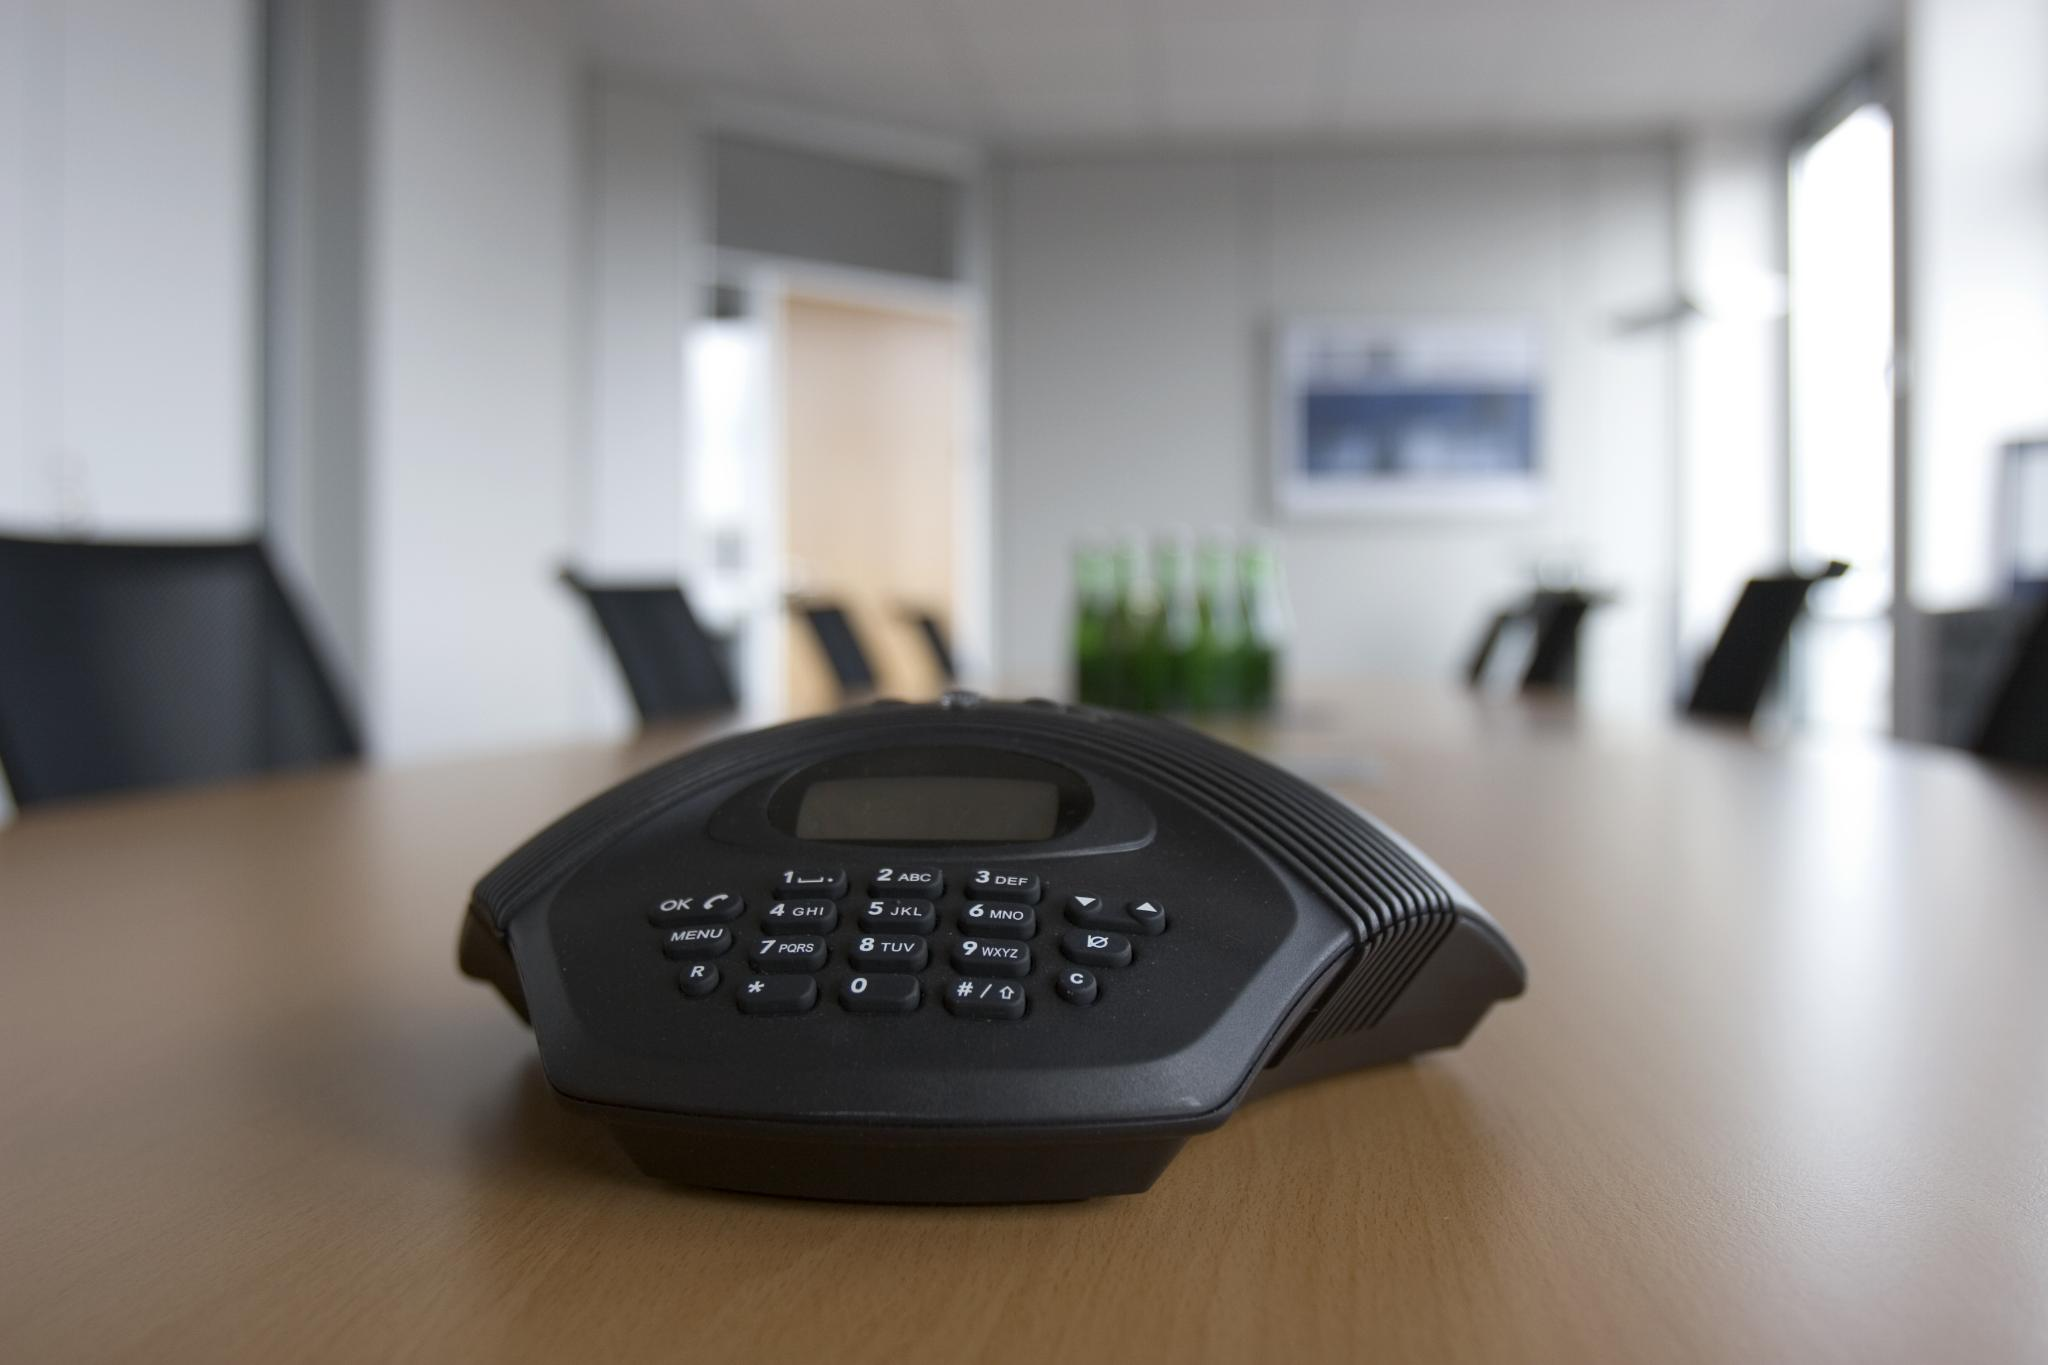 1 2 ABC 3 DEF
OK 4 GHI 5 JKL 6 MNO
MENU 7 PQRS 8 TUV 9 WXYZ
R * 0 # / ⇧ C